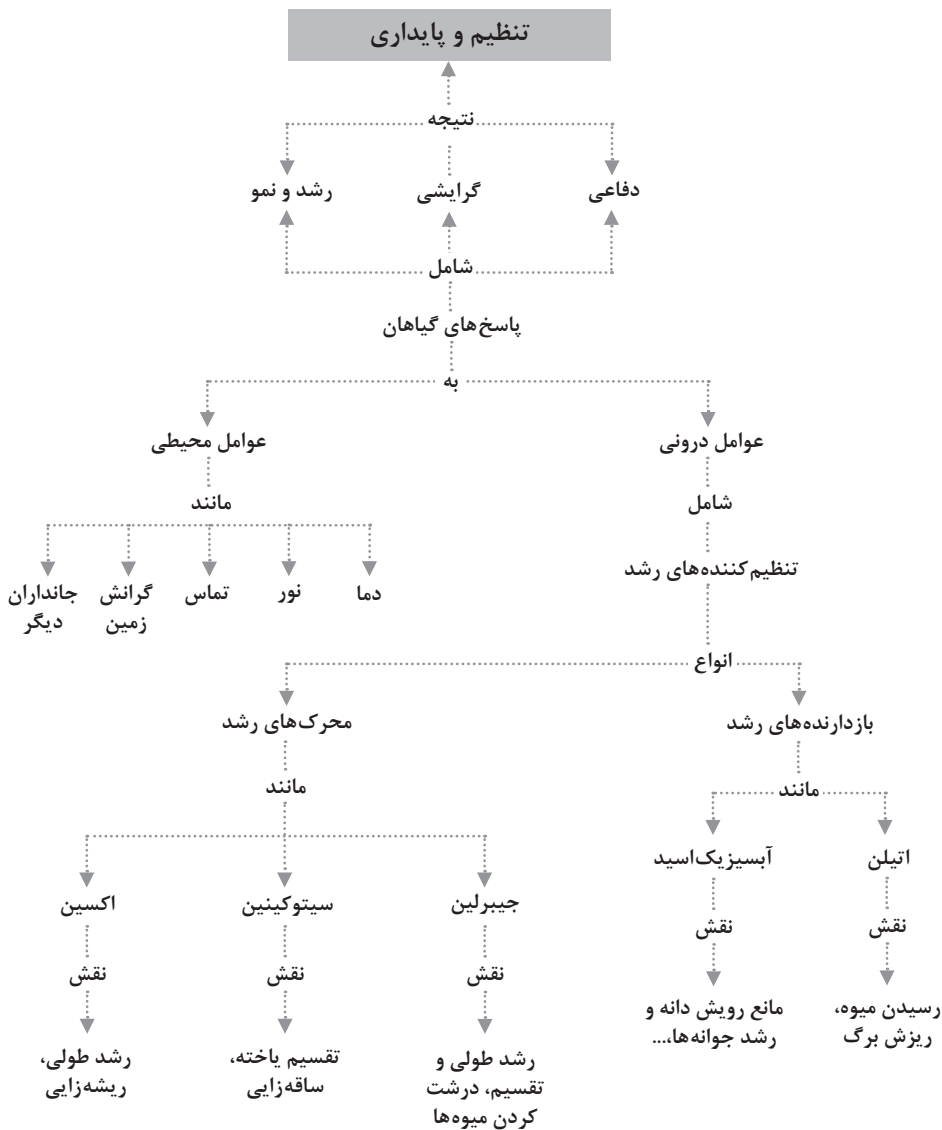 تنظیم و پایداری
نتیجه
دفاعی
گرایشی
رشد و نمو
شامل
پاسخ‌های گیاهان
به
عوامل درونی
عوامل محیطی
شامل
مانند
تنظیم‌کننده‌های رشد
دما
نور
تماس
گرانش
زمین
جانداران
دیگر
انواع
بازدارنده‌های رشد
محرک‌های رشد
مانند
مانند
اتیلن
آبسیزیک‌اسید
جیبرلین
سیتوکینین
اکسین
نقش
نقش
نقش
نقش
نقش
رسیدن میوه،
ریزش برگ
مانع رویش دانه و
رشد جوانه‌ها،...
رشد طولی و
تقسیم، درشت
کردن میوه‌ها
تقسیم یاخته،
ساقه‌زایی
رشد طولی،
ریشه‌زایی